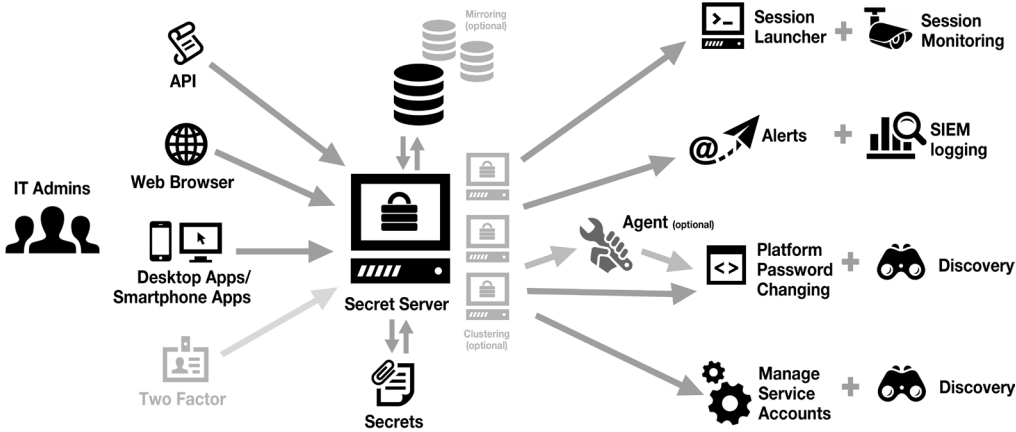 Mirroring
(optional)
API
Web Browser
IT Admins
Desktop Apps/
Smartphone Apps
Two Factor
Secret Server
Clustering
(optional)
Secrets
Session
Launcher
+
Session
Monitoring
@
Alerts
+
SIEM
logging
Agent (optional)
<>
Platform
Password
Changing
+
Discovery
Manage
Service
Accounts
+
Discovery